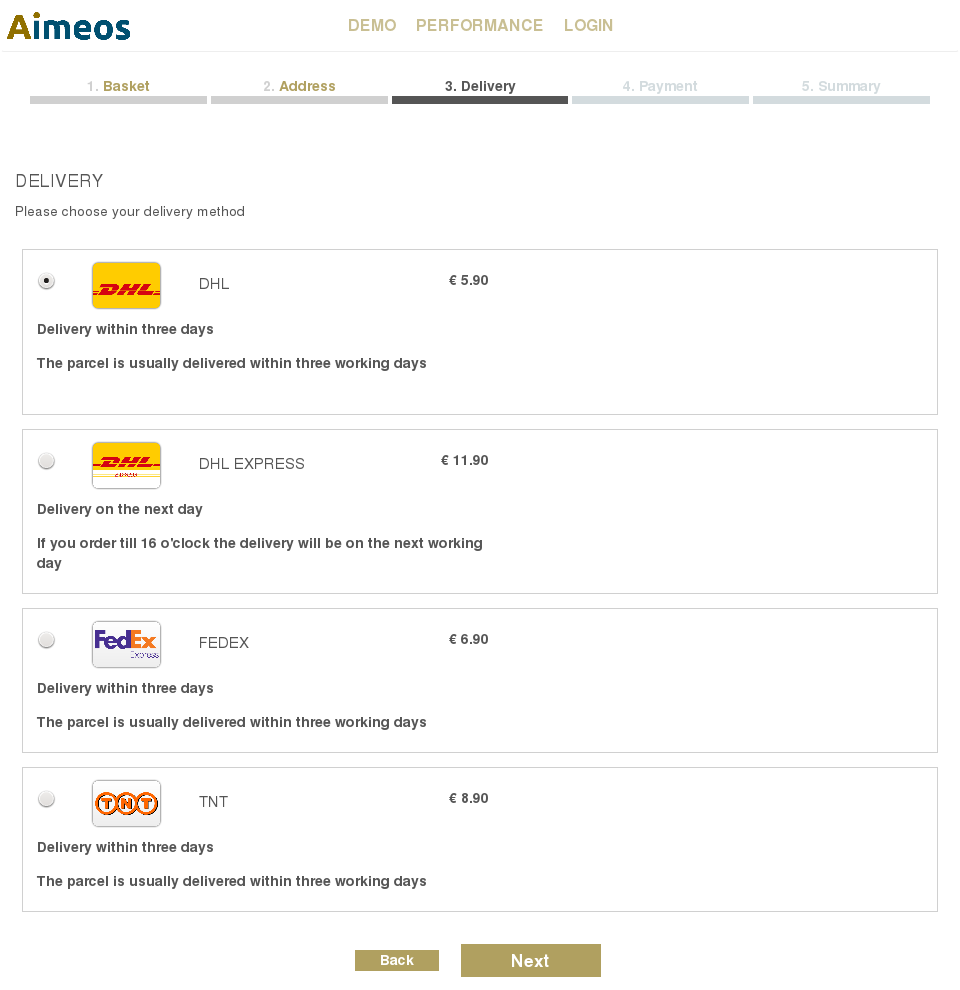 Aimeos
DEMO PERFORMANCE LOGIN
1. Basket 2. Address 3. Delivery 4. Payment 5. Summary
DELIVERY
Please choose your delivery method
DHL DHL € 5.90
Delivery within three days
The parcel is usually delivered within three working days
DHL DHL EXPRESS € 11.90
EXPRESS
Delivery on the next day
If you order till 16 o'clock the delivery will be on the next working
day
FedEx FEDEX € 6.90
Express
Delivery within three days
The parcel is usually delivered within three working days
TNT TNT € 8.90
Delivery within three days
The parcel is usually delivered within three working days
Back Next